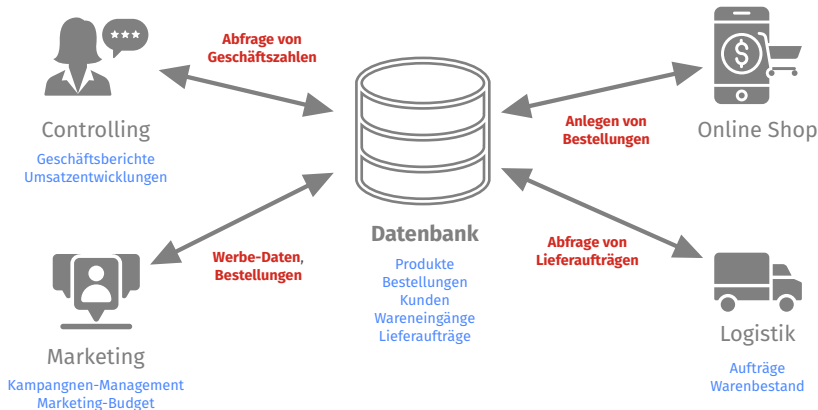 Abfrage von
Geschäftszahlen
Controlling
Geschäftsberichte
Umsatzentwicklungen
Anlegen von
Bestellungen
Online Shop
Datenbank
Produkte
Bestellungen
Kunden
Wareneingänge
Lieferaufträge
Werbe-Daten,
Bestellungen
Marketing
Kampangnen-Management
Marketing-Budget
Abfrage von
Lieferaufträgen
Logistik
Aufträge
Warenbestand